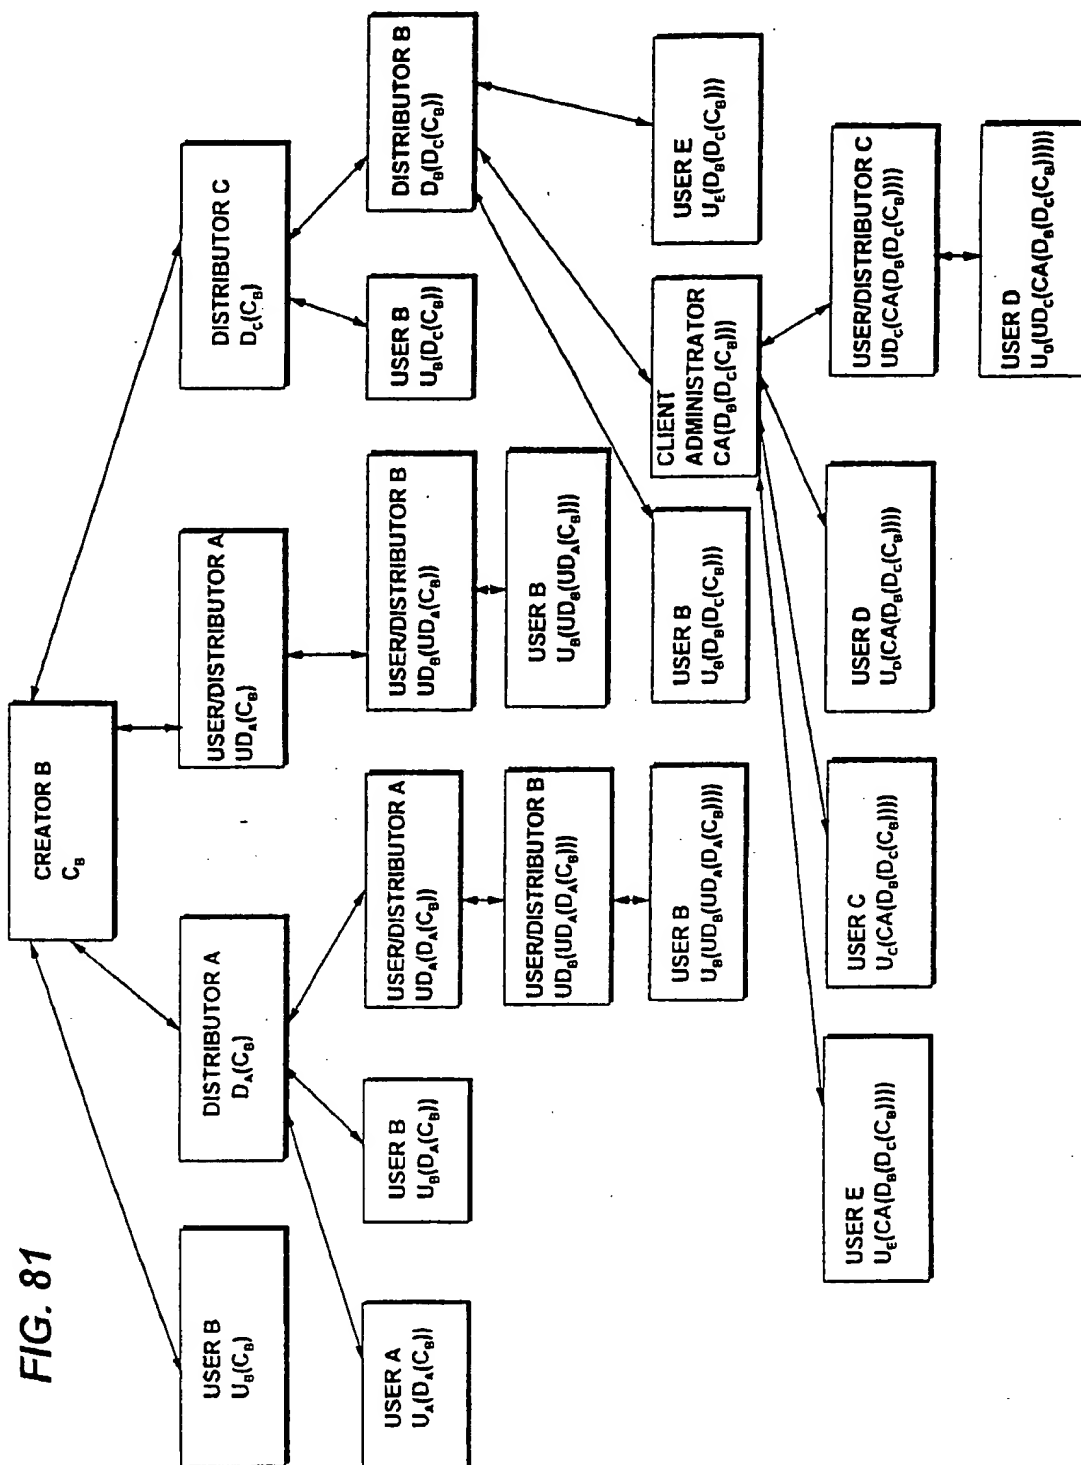 FIG. 81
CREATOR B
C_B
USER B
U_B(C_B)
DISTRIBUTOR A
D_A(C_B)
USER/DISTRIBUTOR A
UD_A(C_B)
DISTRIBUTOR C
D_C(C_B)
USER A
U_A(D_A(C_B))
USER B
U_B(D_A(C_B))
USER/DISTRIBUTOR A
UD_A(D_A(C_B))
USER/DISTRIBUTOR B
UD_B(UD_A(C_B))
USER B
U_B(D_C(C_B))
DISTRIBUTOR B
D_B(D_C(C_B))
USER/DISTRIBUTOR B
UD_B(UD_A(D_A(C_B)))
USER B
U_B(UD_B(UD_A(C_B)))
USER B
U_B(UD_B(UD_A(D_A(C_B))))
USER B
U_B(D_B(D_C(C_B)))
CLIENT
ADMINISTRATOR
CA(D_B(D_C(C_B)))
USER E
U_E(D_B(D_C(C_B)))
USER E
U_E(CA(D_B(D_C(C_B))))
USER C
U_C(CA(D_B(D_C(C_B))))
USER D
U_D(CA(D_B(D_C(C_B))))
USER/DISTRIBUTOR C
UD_C(CA(D_B(D_C(C_B))))
USER D
U_D(UD_C(CA(D_B(D_C(C_B)))))